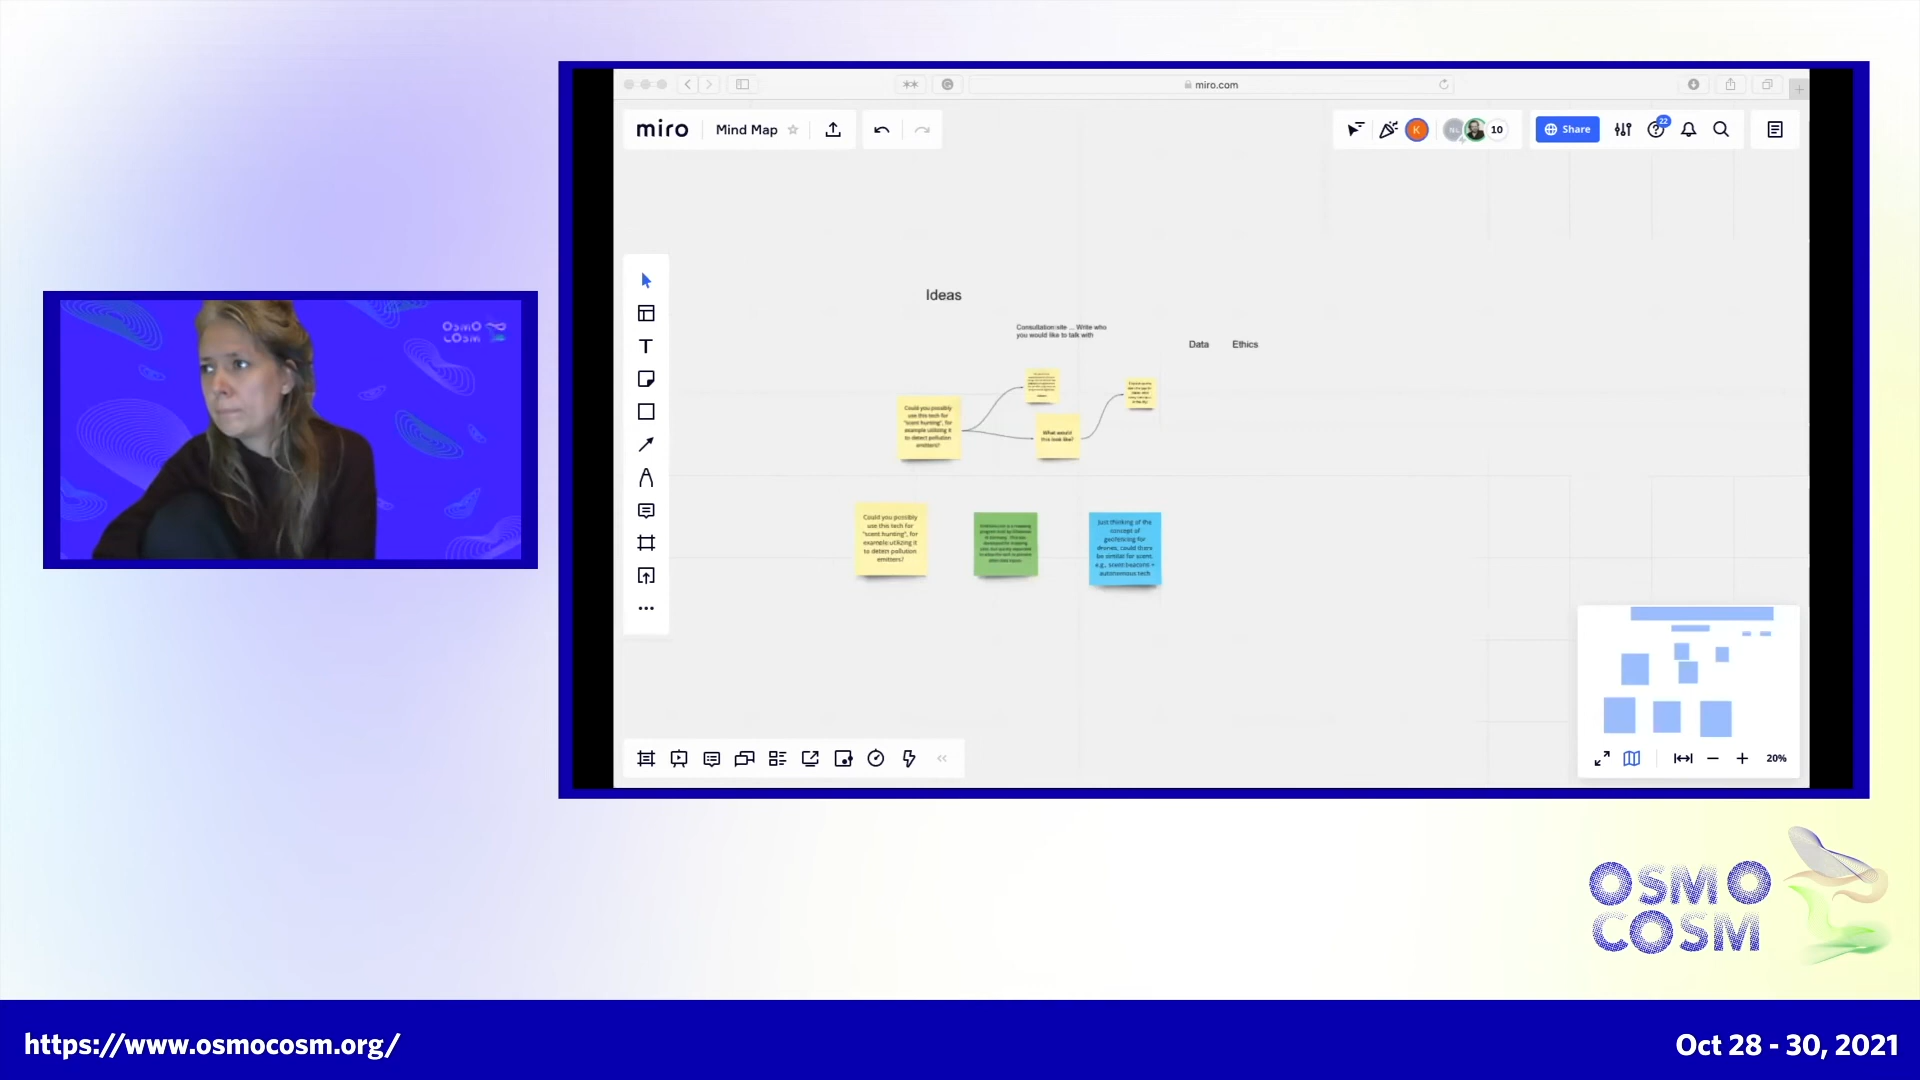 miro.com
miro
Mind Map
K
10
Share
22
Ideas
Consultation site ... Write who
you would like to talk with
Data
Ethics
Could you possibly
use this tech for
"scent hunting", for
example utilizing it
to detect pollution
emitters?
What would
this look like?
Could you possibly
use this tech for
"scent hunting", for
example utilizing it
to detect pollution
emitters?
Just thinking of the
concept of
geofencing for
drones, could there
be similar for scent,
e.g., scent beacons +
autonomous tech
20%
OSMO
COSM
OSMO
COSM
https://www.osmocosm.org/
Oct 28 - 30, 2021